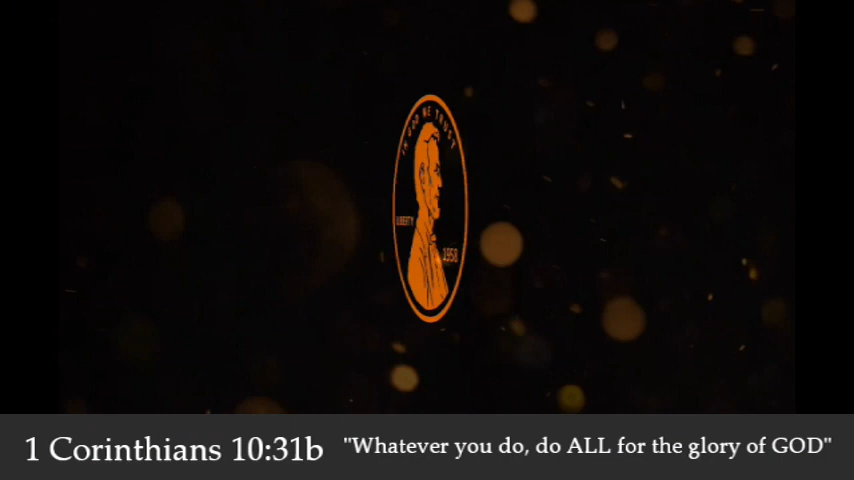 IN GOD WE TRUST
LIBERTY
1958
1 Corinthians 10:31b
"Whatever you do, do ALL for the glory of GOD"